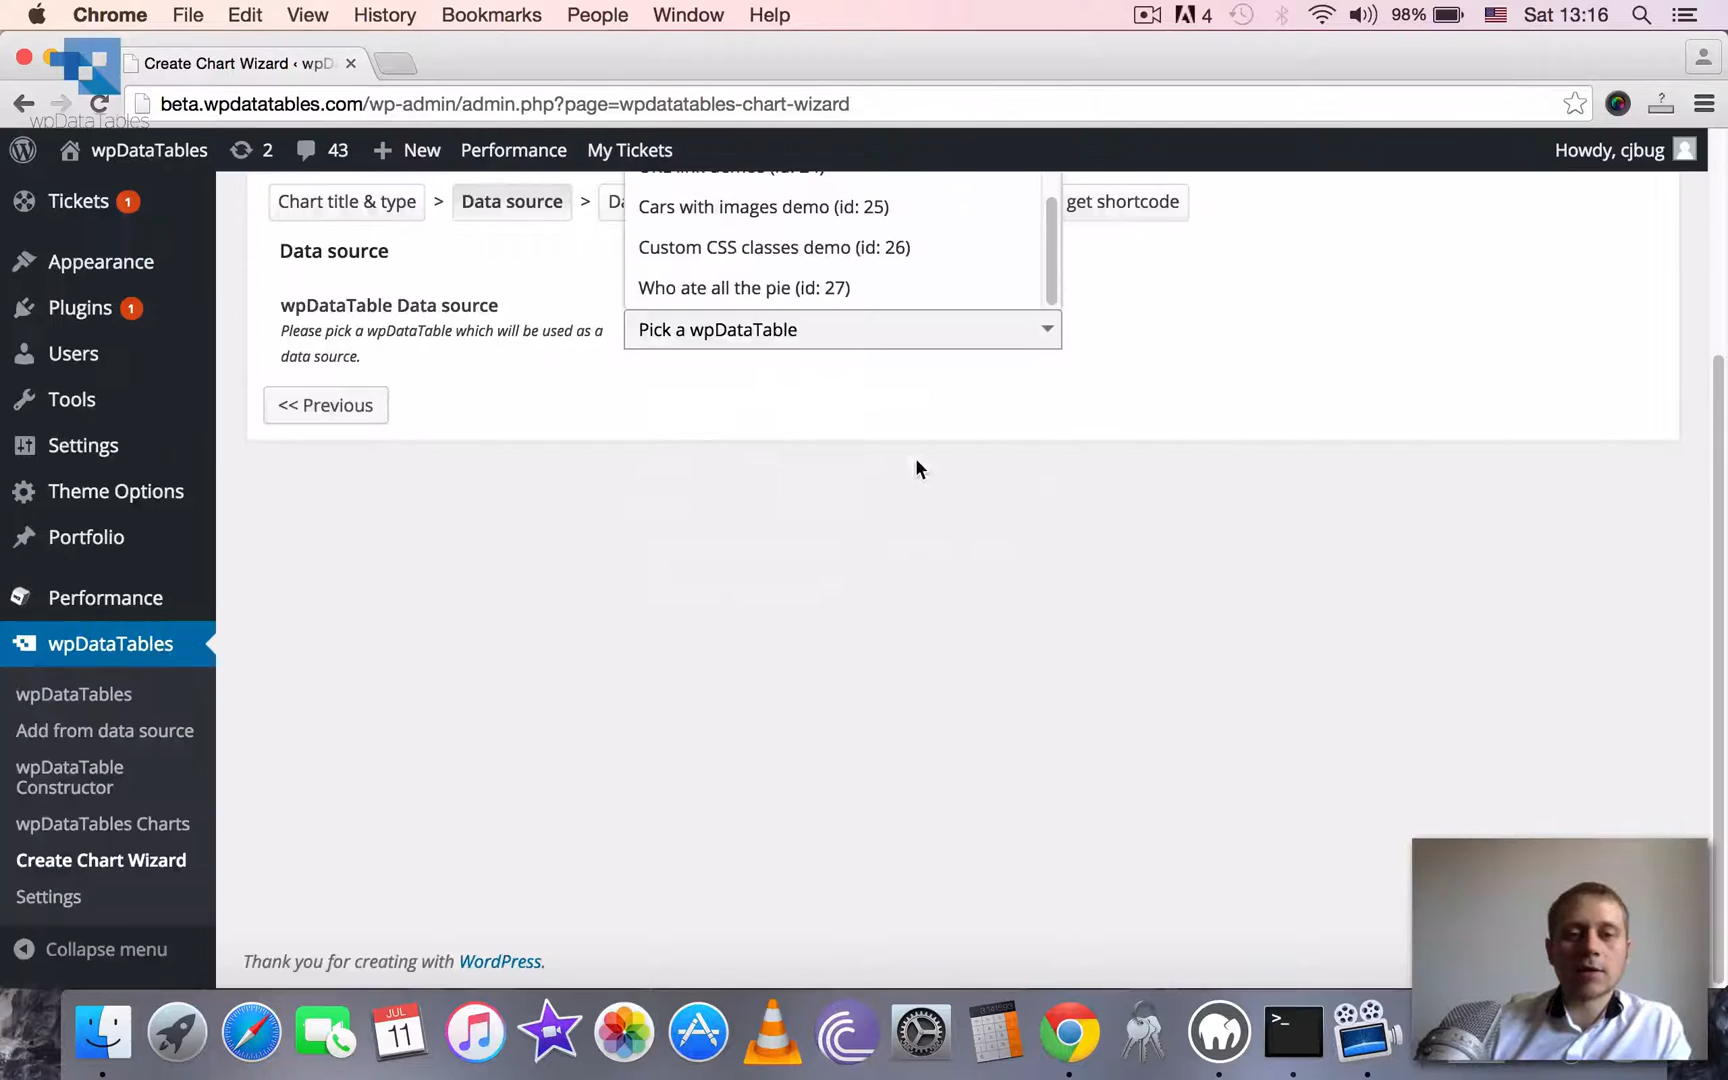 Chrome File Edit View History Bookmarks People Window Help 4 98% Sat 13:16
Create Chart Wizard ‹ wpD
beta.wpdatatables.com/wp-admin/admin.php?page=wpdatatables-chart-wizard
wpDataTables
wpDataTables 2 43 New Performance My Tickets Howdy, cjbug
Tickets 1
Appearance
Plugins 1
Users
Tools
Settings
Theme Options
Portfolio
Performance
wpDataTables
wpDataTables
Add from data source
wpDataTable
Constructor
wpDataTables Charts
Create Chart Wizard
Settings
Collapse menu
Chart title & type > Data source > Da get shortcode
Cars with images demo (id: 25)
Custom CSS classes demo (id: 26)
Who ate all the pie (id: 27)
Pick a wpDataTable
Data source
wpDataTable Data source
Please pick a wpDataTable which will be used as a
data source.
<< Previous
Thank you for creating with WordPress.
JUL
11